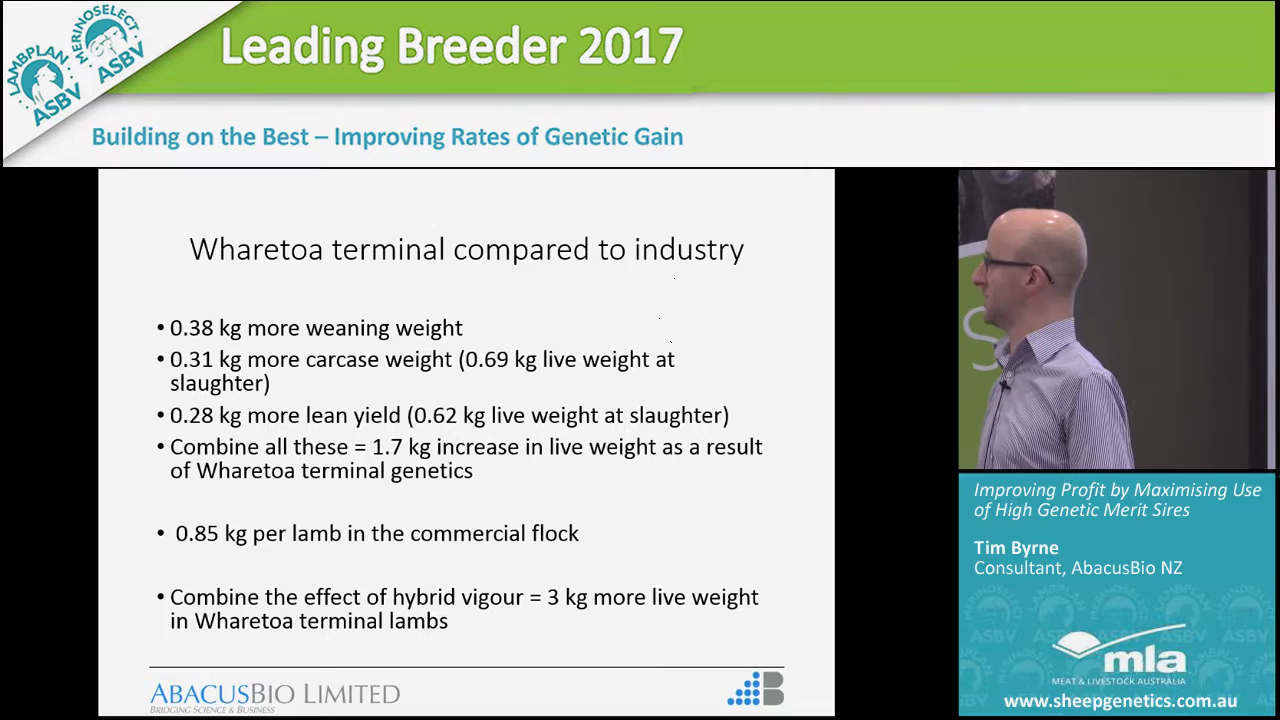 LAMBPLAN
ASBV
MERINOSELECT
ASBV
Leading Breeder 2017
Building on the Best – Improving Rates of Genetic Gain
Wharetoa terminal compared to industry
• 0.38 kg more weaning weight
• 0.31 kg more carcase weight (0.69 kg live weight at
slaughter)
• 0.28 kg more lean yield (0.62 kg live weight at slaughter)
• Combine all these = 1.7 kg increase in live weight as a result
of Wharetoa terminal genetics
• 0.85 kg per lamb in the commercial flock
• Combine the effect of hybrid vigour = 3 kg more live weight
in Wharetoa terminal lambs
ABACUSBIO LIMITED
BRIDGING SCIENCE & BUSINESS
B
S
Improving Profit by Maximising Use
of High Genetic Merit Sires
Tim Byrne
Consultant, AbacusBio NZ
mla
MEAT & LIVESTOCK AUSTRALIA
www.sheepgenetics.com.au